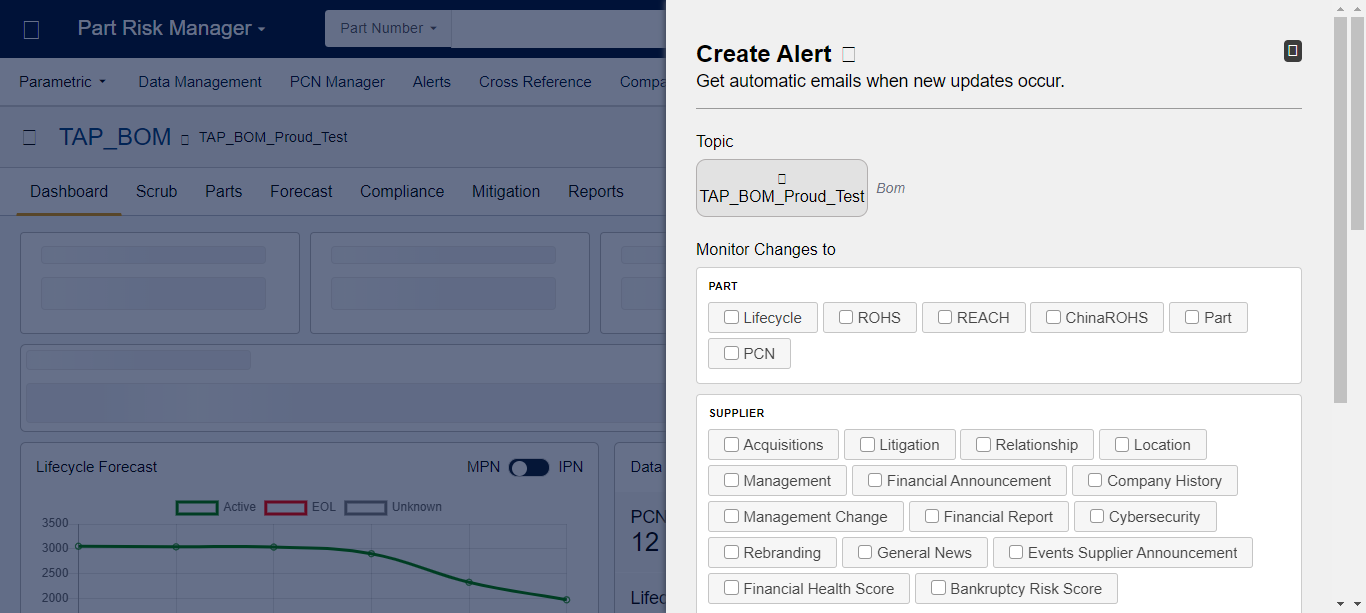 Part Risk Manager
Part Number
Parametric Data Management PCN Manager Alerts Cross Reference
TAP_BOM TAP_BOM_Proud_Test
Dashboard Scrub Parts Forecast Compliance Mitigation Reports
Lifecycle Forecast MPN IPN
Active EOL Unknown
3500
3000
2500
2000
Data
PCN
12
Create Alert
Get automatic emails when new updates occur.
Topic
TAP_BOM_Proud_Test Bom
Monitor Changes to
PART
Lifecycle ROHS REACH ChinaROHS Part
PCN
SUPPLIER
Acquisitions Litigation Relationship Location
Management Financial Announcement Company History
Management Change Financial Report Cybersecurity
Rebranding General News Events Supplier Announcement
Financial Health Score Bankruptcy Risk Score